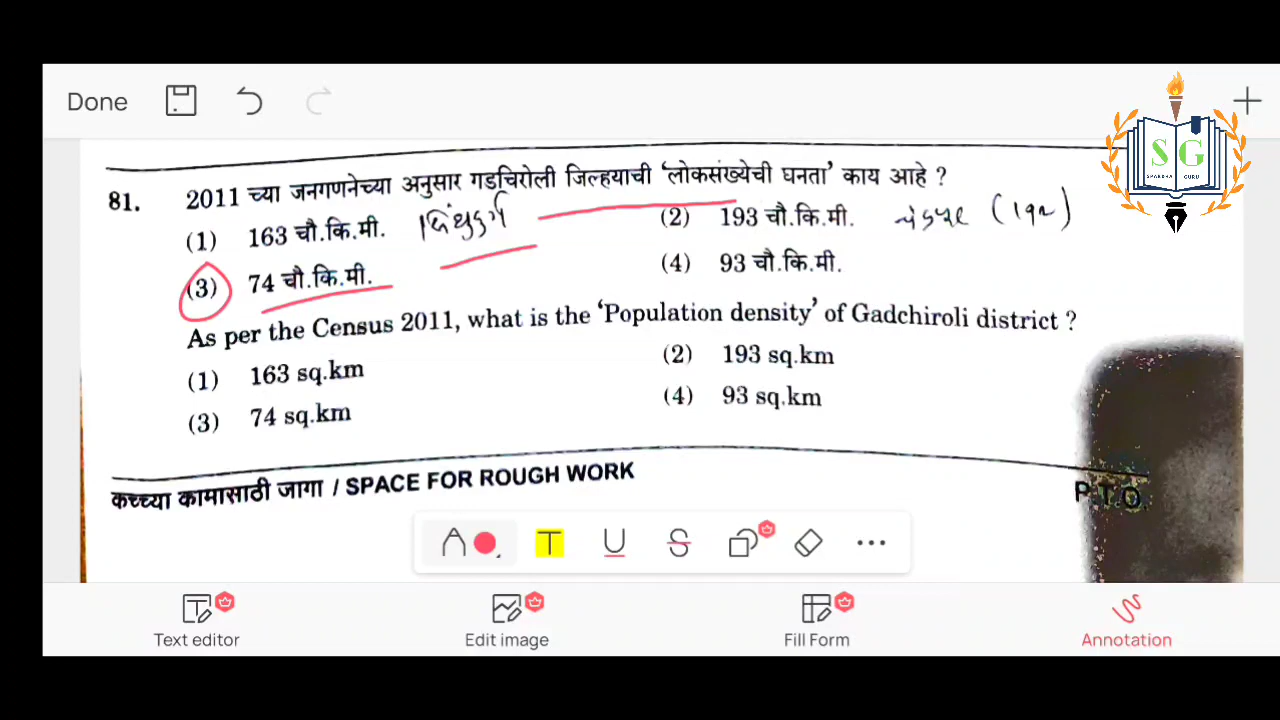 Done
SG
SPARDHA GURU
81. 2011 च्या जनगणनेच्या अनुसार गडचिरोली जिल्हयाची ‘लोकसंख्येची घनता’ काय आहे ?
(1) 163 चौ.कि.मी. सिंधुदुर्ग (2) 193 चौ.कि.मी.
(3) 74 चौ.कि.मी. (4) 93 चौ.कि.मी.
As per the Census 2011, what is the ‘Population density’ of Gadchiroli district ?
(1) 163 sq.km (2) 193 sq.km
(3) 74 sq.km (4) 93 sq.km
कच्च्या कामासाठी जागा / SPACE FOR ROUGH WORK P.T.O.
Text editor Edit image Fill Form Annotation